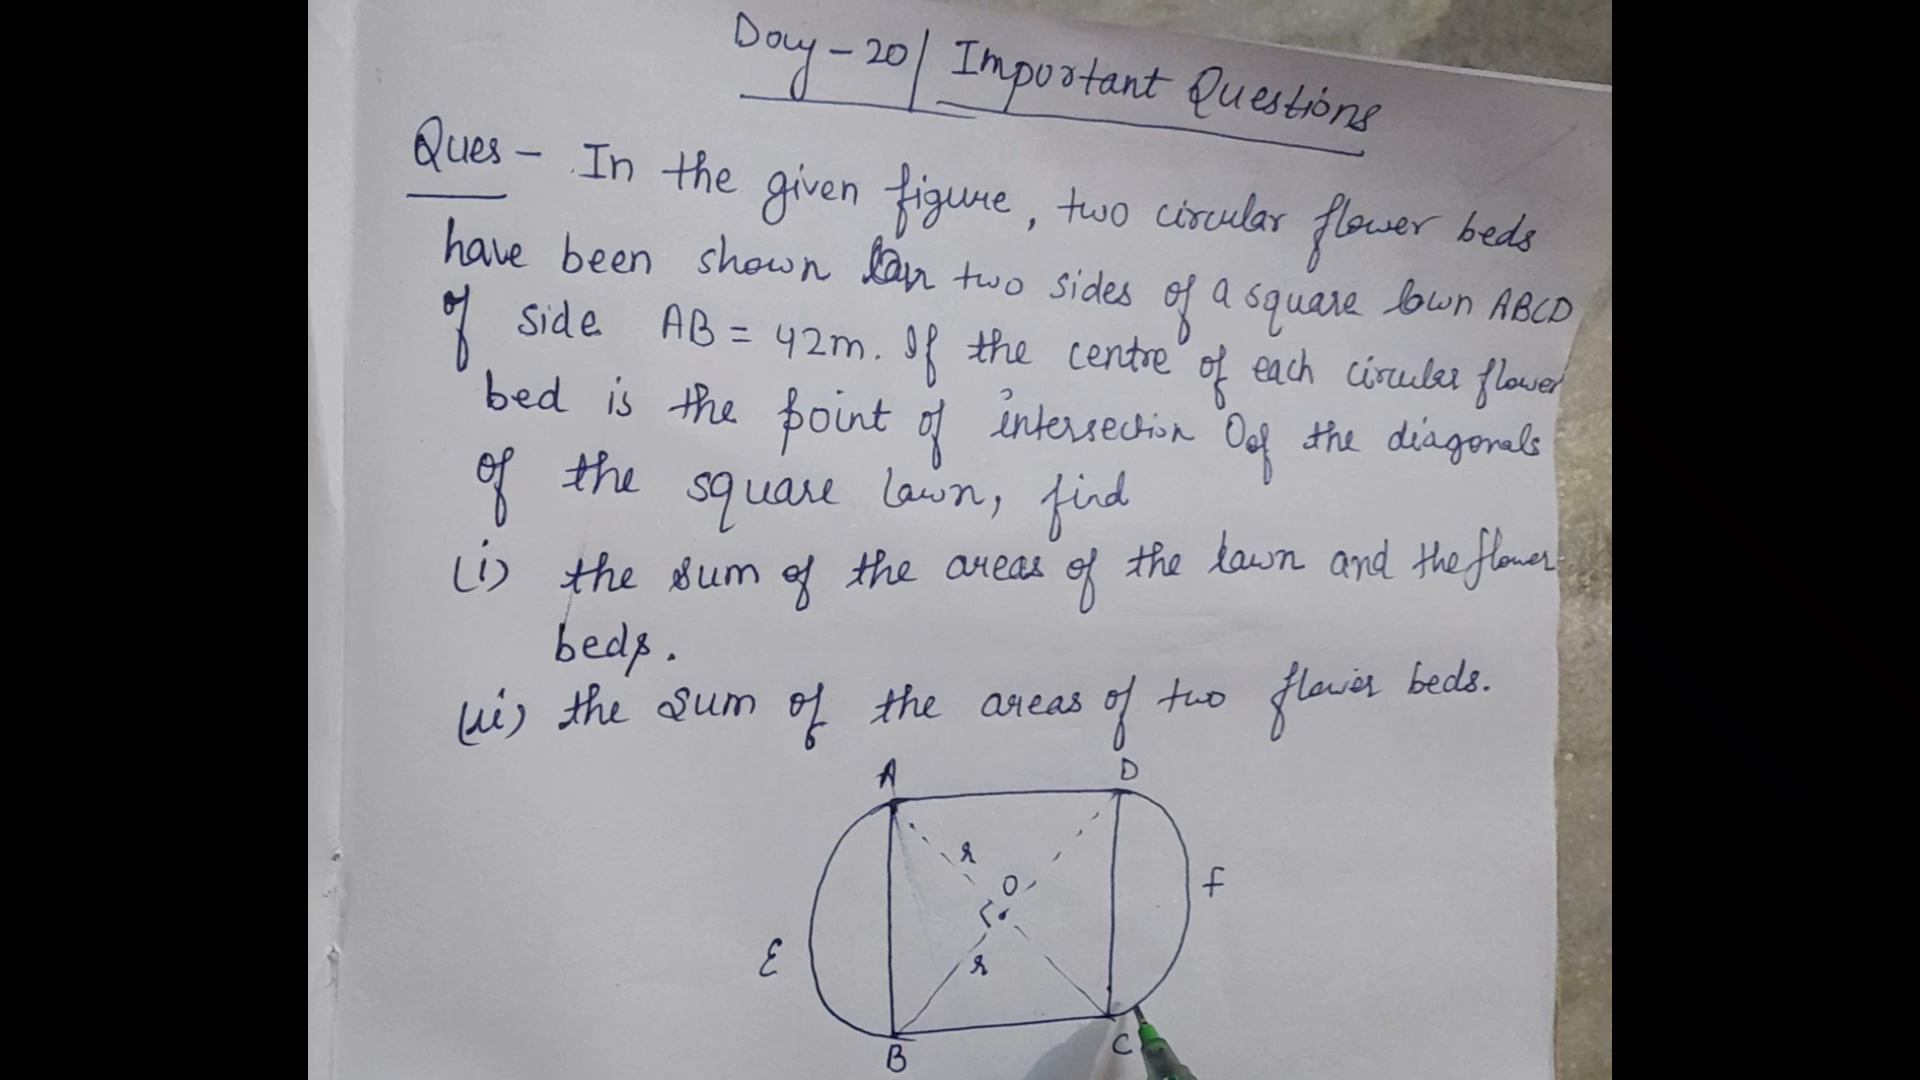 Day-20/ Important Questions
Ques - In the given figure, two circular flower beds
have been shown on two sides of a square lawn ABCD
of side AB = 42m. If the centre of each circular flower
bed is the point of intersection O of the diagonals
of the square lawn, find
(i) the sum of the areas of the lawn and the flower
beds.
(ii) the sum of the areas of two flower beds.
A D
r
O
F
E
r
B C